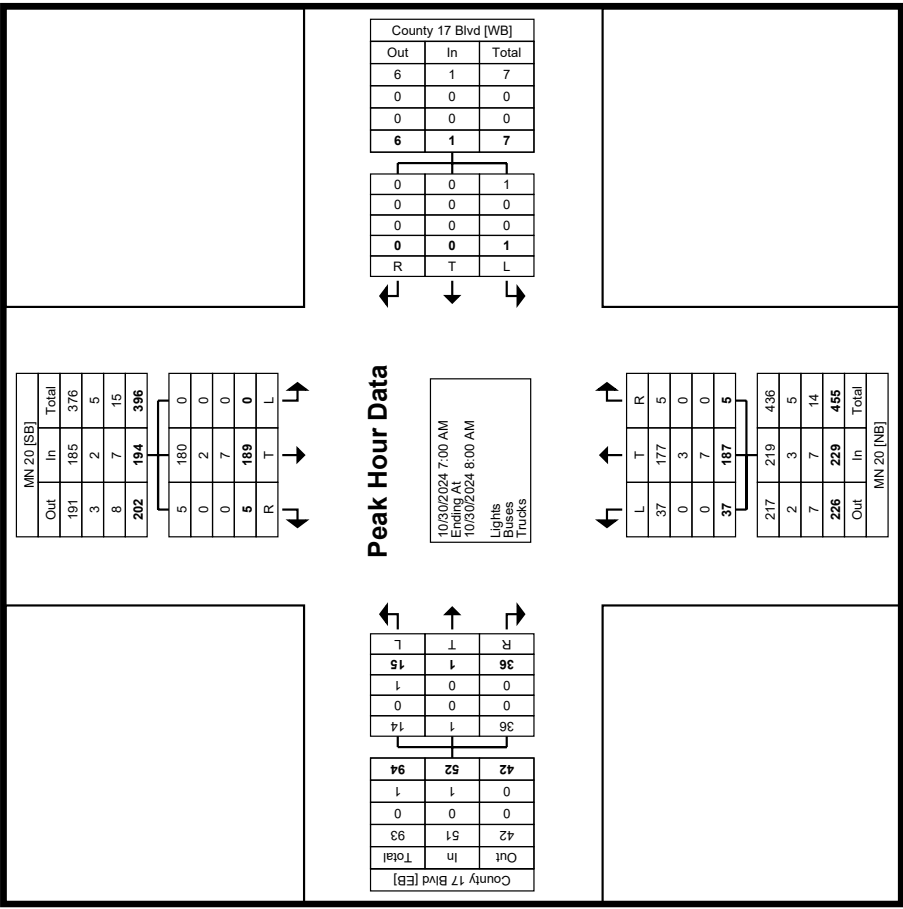 County 17 Blvd [WB]
Out In Total
6 1 7
0 0 0
0 0 0
6 1 7
0 0 1
0 0 0
0 0 0
0 0 1
R T L
MN 20 [SB]
Out In Total
191 185 376
3 2 5
8 7 15
202 194 396
5 180 0
0 2 0
0 7 0
5 189 0
R T L
Peak Hour Data
10/30/2024 7:00 AM
Ending At
10/30/2024 8:00 AM
Lights
Buses
Trucks
L T R
37 177 5
0 3 0
0 7 0
37 187 5
217 219 436
2 3 5
7 7 14
226 229 455
Out In Total
MN 20 [NB]
County 17 Blvd [EB]
Out In Total
42 51 93
0 0 0
0 1 1
42 52 94
36 1 14
0 0 0
0 0 1
36 1 15
R T L